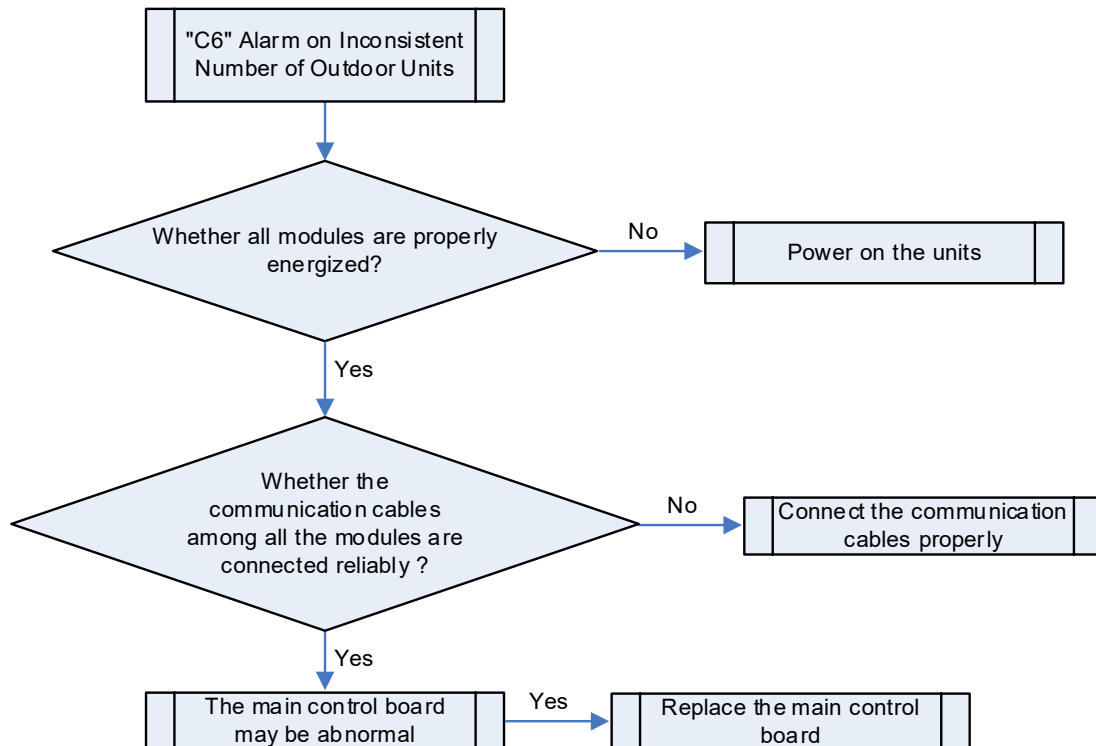 "C6" Alarm on Inconsistent
Number of Outdoor Units
Whether all modules are properly
energized?
No
Power on the units
Yes
Whether the
communication cables
among all the modules are
connected reliably ?
No
Connect the communication
cables properly
Yes
The main control board
may be abnormal
Yes
Replace the main control
board